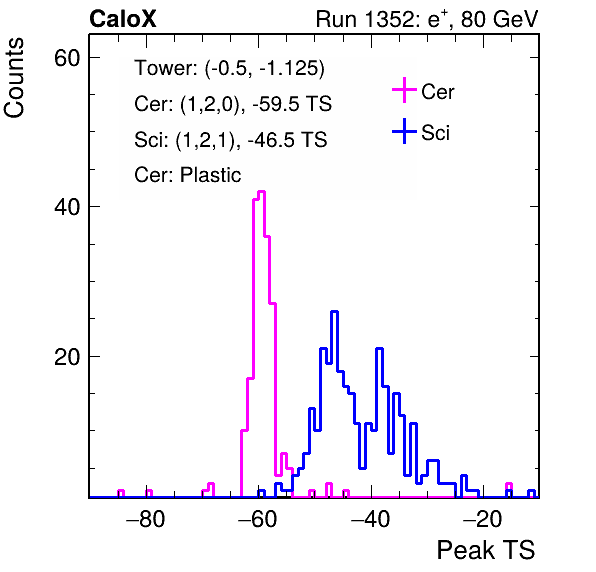 CaloX Run 1352: e⁺, 80 GeV
Counts
60
40
20
Tower: (-0.5, -1.125)
Cer: (1,2,0), -59.5 TS
Sci: (1,2,1), -46.5 TS
Cer: Plastic
Cer
Sci
−80 −60 −40 −20
Peak TS